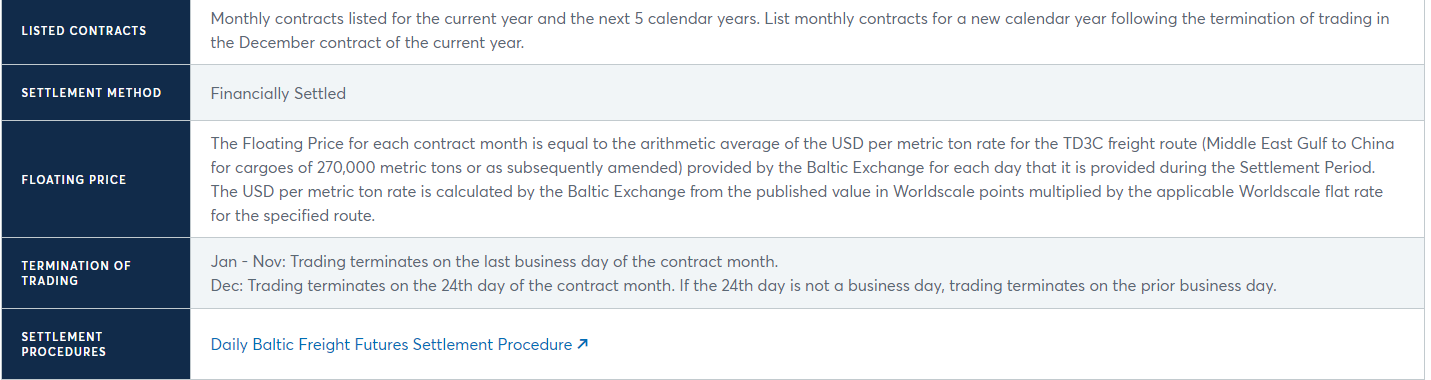 LISTED CONTRACTS
Monthly contracts listed for the current year and the next 5 calendar years. List monthly contracts for a new calendar year following the termination of trading in
the December contract of the current year.
SETTLEMENT METHOD
Financially Settled
FLOATING PRICE
The Floating Price for each contract month is equal to the arithmetic average of the USD per metric ton rate for the TD3C freight route (Middle East Gulf to China
for cargoes of 270,000 metric tons or as subsequently amended) provided by the Baltic Exchange for each day that it is provided during the Settlement Period.
The USD per metric ton rate is calculated by the Baltic Exchange from the published value in Worldscale points multiplied by the applicable Worldscale flat rate
for the specified route.
TERMINATION OF
TRADING
Jan - Nov: Trading terminates on the last business day of the contract month.
Dec: Trading terminates on the 24th day of the contract month. If the 24th day is not a business day, trading terminates on the prior business day.
SETTLEMENT
PROCEDURES
Daily Baltic Freight Futures Settlement Procedure